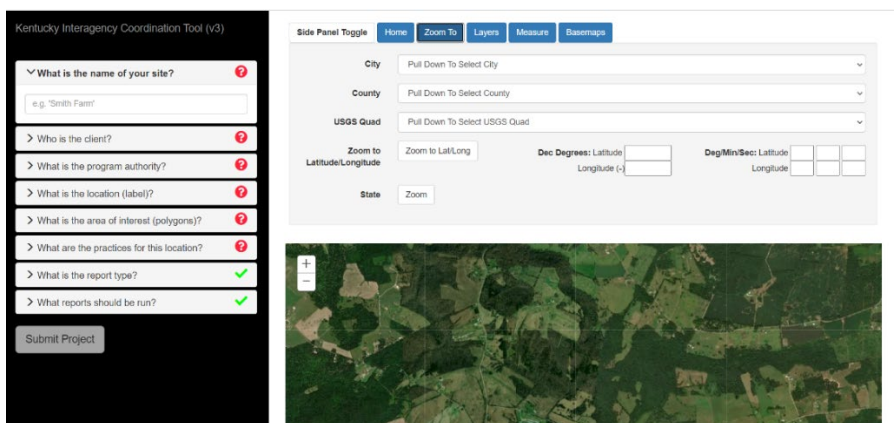 Kentucky Interagency Coordination Tool (v3)
What is the name of your site?
e.g. 'Smith Farm'
Who is the client?
What is the program authority?
What is the location (label)?
What is the area of interest (polygons)?
What are the practices for this location?
What is the report type?
What reports should be run?
Submit Project
Side Panel Toggle Home Zoom To Layers Measure Basemaps
City Pull Down To Select City
County Pull Down To Select County
USGS Quad Pull Down To Select USGS Quad
Zoom to Latitude/Longitude Zoom to Lat/Long Dec Degrees: Latitude Deg/Min/Sec: Latitude
Longitude (-) Longitude
State Zoom